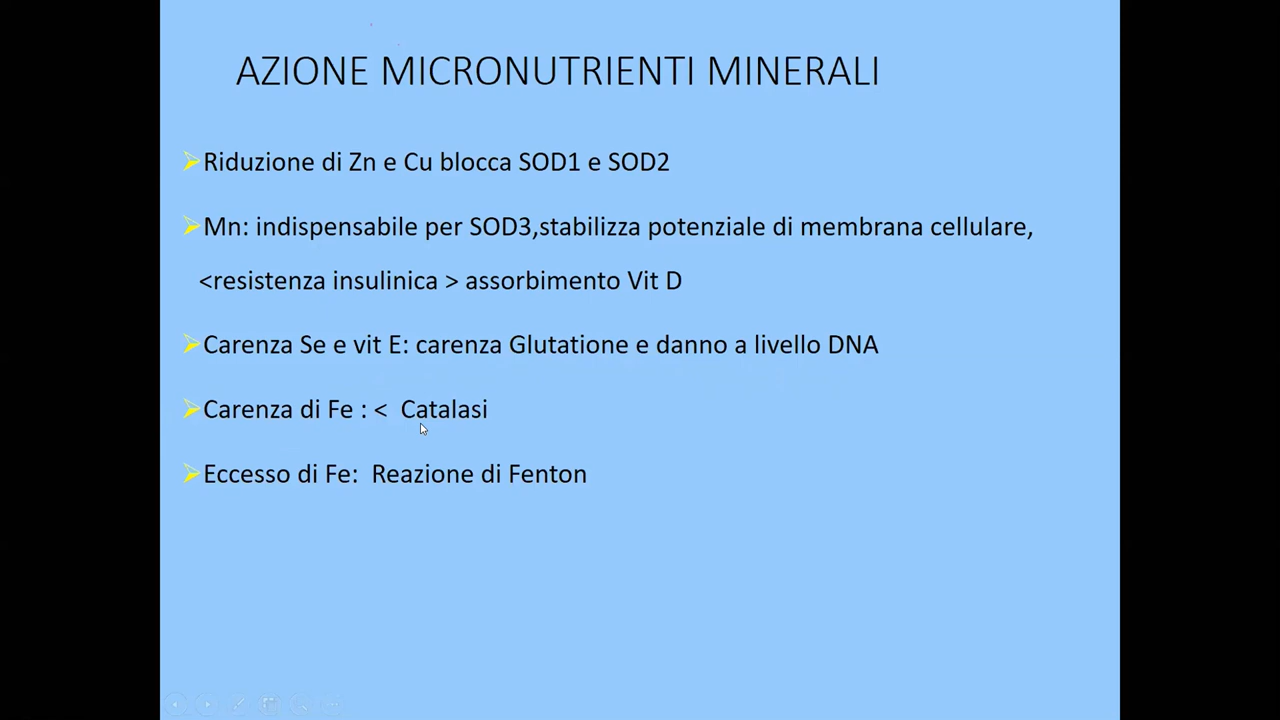 AZIONE MICRONUTRIENTI MINERALI
Riduzione di Zn e Cu blocca SOD1 e SOD2
Mn: indispensabile per SOD3,stabilizza potenziale di membrana cellulare,
<resistenza insulinica > assorbimento Vit D
Carenza Se e vit E: carenza Glutatione e danno a livello DNA
Carenza di Fe : < Catalasi
Eccesso di Fe: Reazione di Fenton